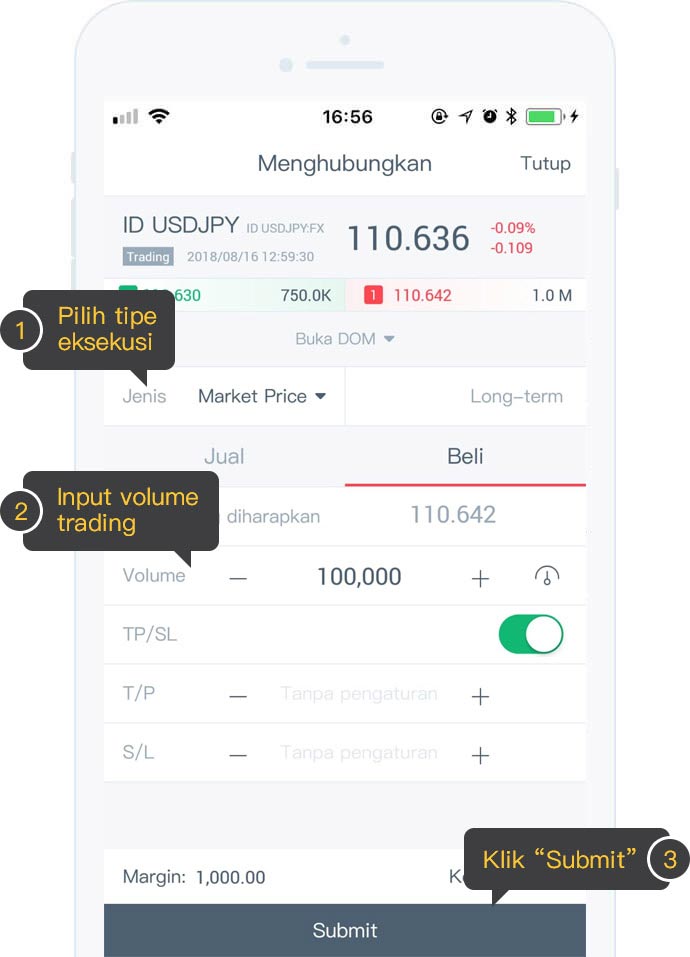 16:56
Menghubungkan Tutup
ID USDJPY ID USDJPY:FX 110.636 -0.09%
Trading 2018/08/16 12:59:30 -0.109
630 750.0K 1 110.642 1.0 M
1 Pilih tipe
eksekusi
Buka DOM
Jenis Market Price Long-term
Jual Beli
2 Input volume
trading
diharapkan 110.642
Volume — 100,000 +
TP/SL
T/P — Tanpa pengaturan +
S/L — Tanpa pengaturan +
Klik “Submit” 3
Margin: 1,000.00
Submit